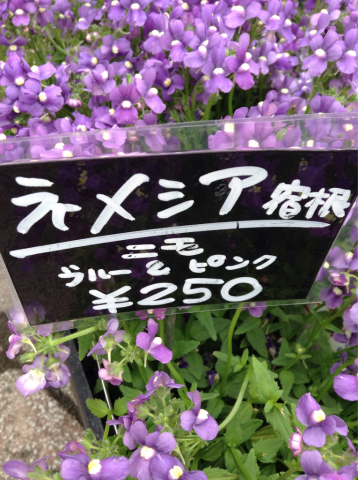 ネメシア 宿根
ニモ
ブルー & ピンク
¥250